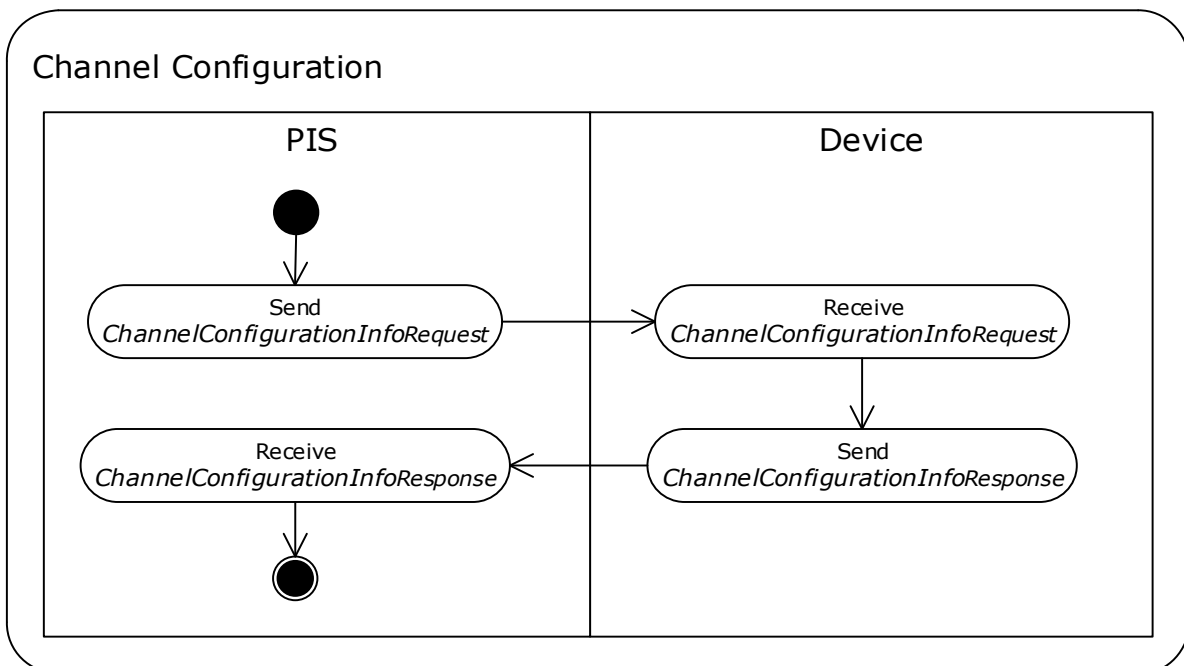 Channel Configuration
PIS
Device
Send
ChannelConfigurationInfoRequest
Receive
ChannelConfigurationInfoRequest
Receive
ChannelConfigurationInfoResponse
Send
ChannelConfigurationInfoResponse